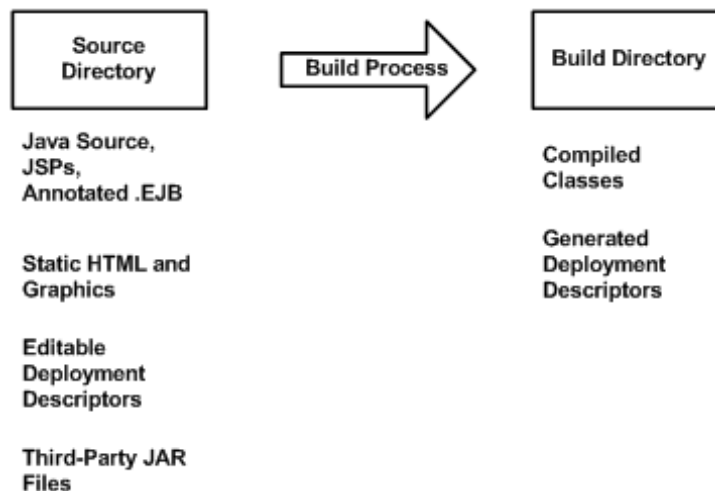 Source
Directory
Build Process
Build Directory
Java Source,
JSPs,
Annotated .EJB
Static HTML and
Graphics
Editable
Deployment
Descriptors
Third-Party JAR
Files
Compiled
Classes
Generated
Deployment
Descriptors